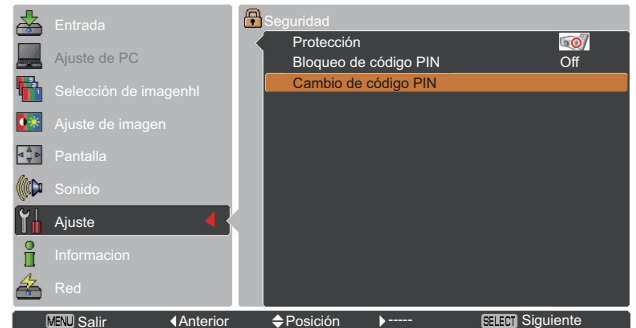 Entrada
Ajuste de PC
Selección de imagenhl
Ajuste de imagen
Pantalla
Sonido
Ajuste
Informacion
Red
Seguridad
Protección
Bloqueo de código PIN Off
Cambio de código PIN
MENU Salir Anterior Posición ----- SELECT Siguiente